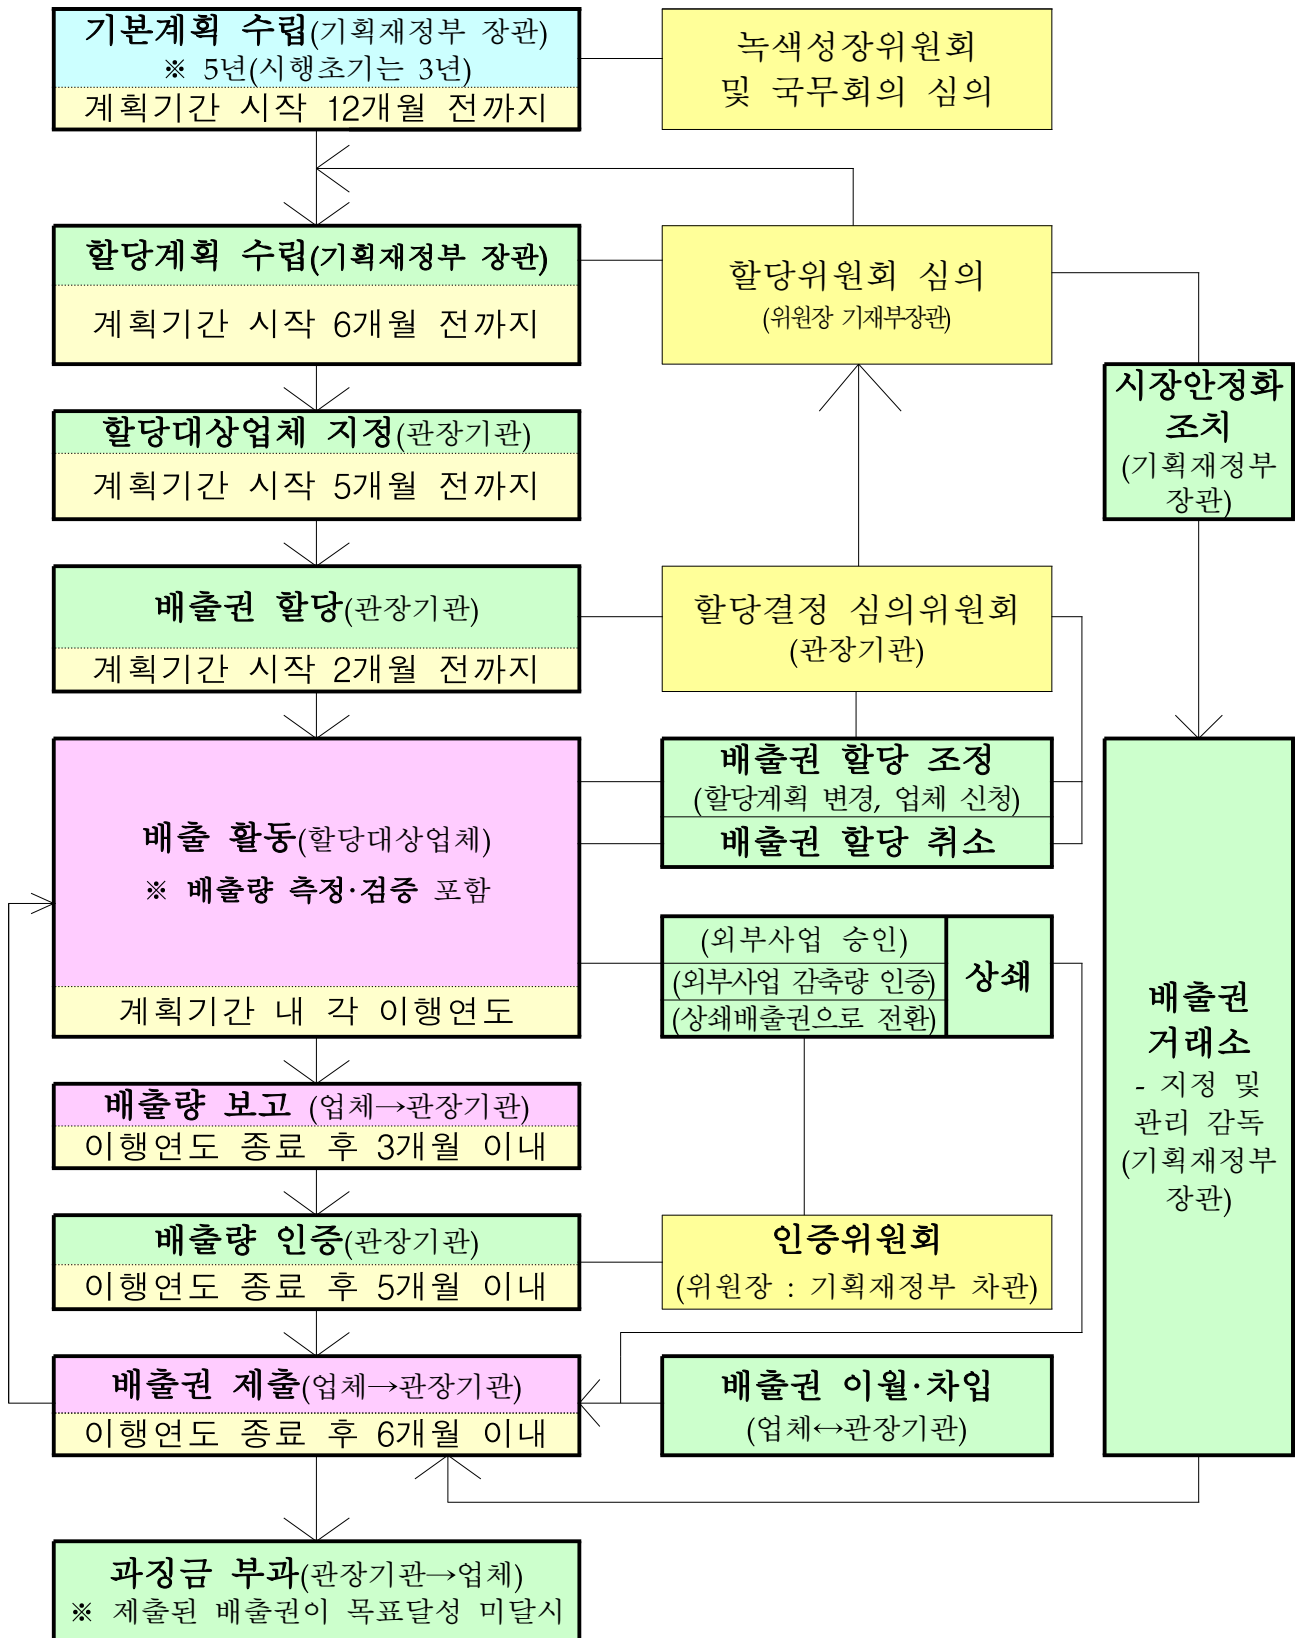 기본계획 수립(기획재정부 장관)
※ 5년(시행초기는 3년)
계획기간 시작 12개월 전까지
녹색성장위원회
및 국무회의 심의
할당계획 수립(기획재정부 장관)
계획기간 시작 6개월 전까지
할당위원회 심의
(위원장 기재부장관)
시장안정화
조치
(기획재정부
장관)
할당대상업체 지정(관장기관)
계획기간 시작 5개월 전까지
배출권 할당(관장기관)
계획기간 시작 2개월 전까지
할당결정 심의위원회
(관장기관)
배출 활동(할당대상업체)
※ 배출량 측정·검증 포함
계획기간 내 각 이행연도
배출권 할당 조정
(할당계획 변경, 업체 신청)
배출권 할당 취소
(외부사업 승인)
(외부사업 감축량 인증)
(상쇄배출권으로 전환)
상쇄
배출권
거래소
- 지정 및
관리 감독
(기획재정부
장관)
배출량 보고 (업체→관장기관)
이행연도 종료 후 3개월 이내
배출량 인증(관장기관)
이행연도 종료 후 5개월 이내
인증위원회
(위원장 : 기획재정부 차관)
배출권 제출(업체→관장기관)
이행연도 종료 후 6개월 이내
배출권 이월·차입
(업체↔관장기관)
과징금 부과(관장기관→업체)
※ 제출된 배출권이 목표달성 미달시